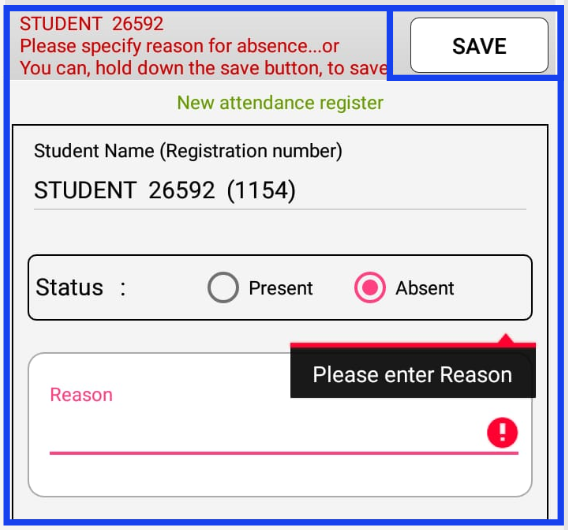 STUDENT 26592
Please specify reason for absence...or
You can, hold down the save button, to save
SAVE
New attendance register
Student Name (Registration number)
STUDENT 26592 (1154)
Status :
Present
Absent
Please enter Reason
Reason